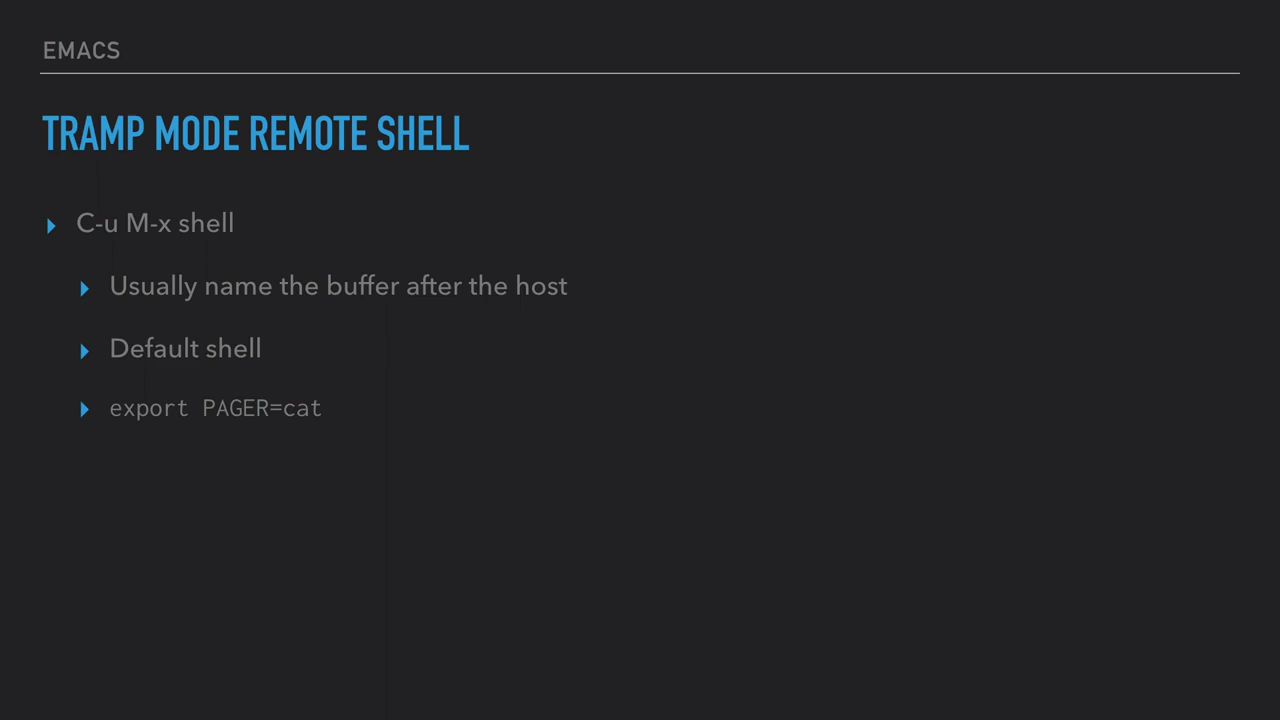 EMACS
TRAMP MODE REMOTE SHELL
C-u M-x shell
Usually name the buffer after the host
Default shell
export PAGER=cat